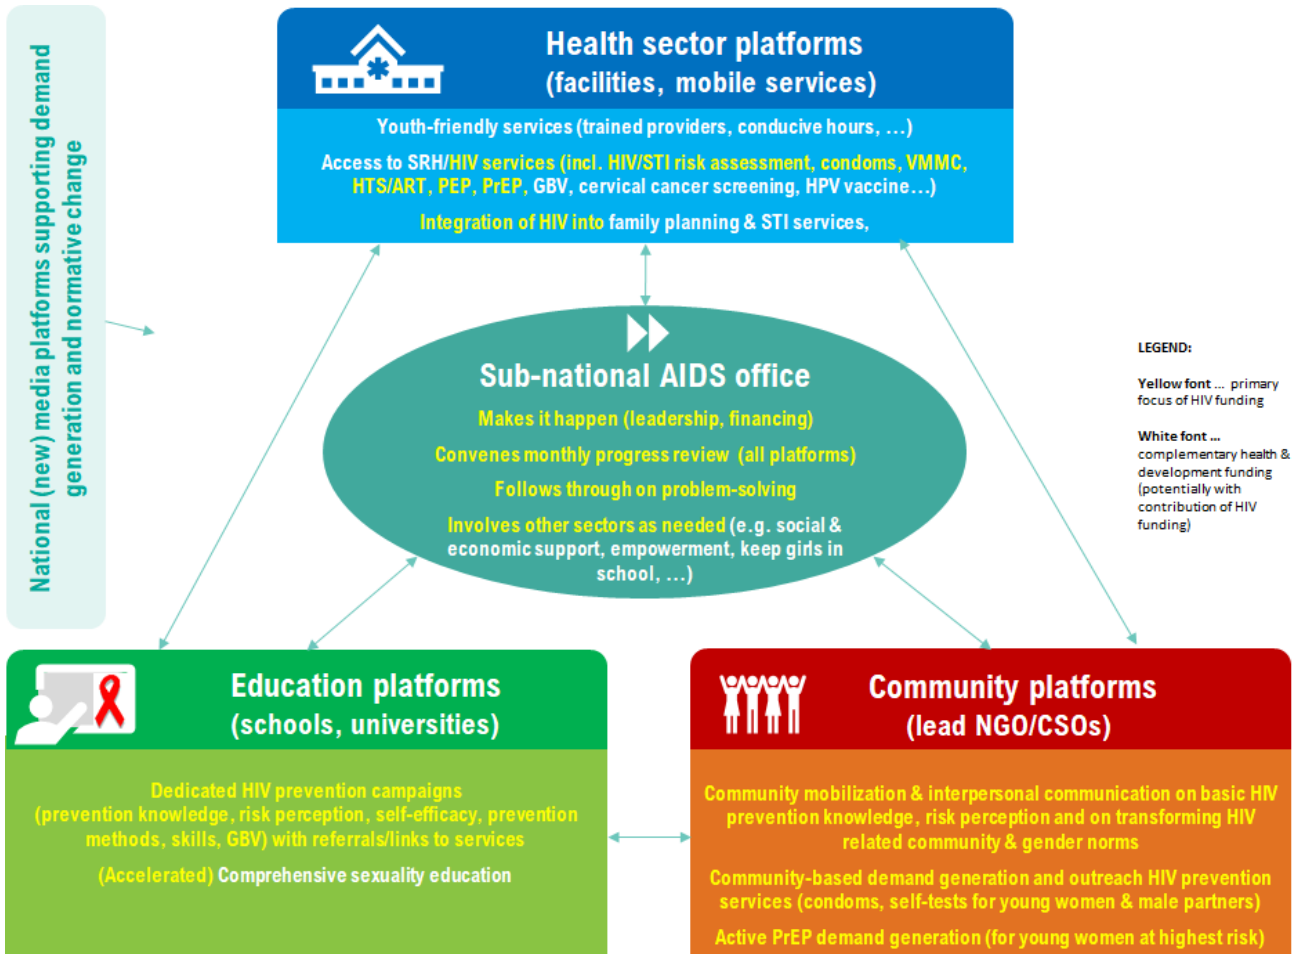 National (new) media platforms supporting demand
generation and normative change
Health sector platforms
(facilities, mobile services)
Youth-friendly services (trained providers, conducive hours, …)
Access to SRH/HIV services (incl. HIV/STI risk assessment, condoms, VMMC,
HTS/ART, PEP, PrEP, GBV, cervical cancer screening, HPV vaccine…)
Integration of HIV into family planning & STI services,
Sub-national AIDS office
Makes it happen (leadership, financing)
Convenes monthly progress review (all platforms)
Follows through on problem-solving
Involves other sectors as needed (e.g. social &
economic support, empowerment, keep girls in
school, …)
LEGEND:
Yellow font … primary
focus of HIV funding
White font …
complementary health &
development funding
(potentially with
contribution of HIV
funding)
Education platforms
(schools, universities)
Dedicated HIV prevention campaigns
(prevention knowledge, risk perception, self-efficacy, prevention
methods, skills, GBV) with referrals/links to services
(Accelerated) Comprehensive sexuality education
Community platforms
(lead NGO/CSOs)
Community mobilization & interpersonal communication on basic HIV
prevention knowledge, risk perception and on transforming HIV
related community & gender norms
Community-based demand generation and outreach HIV prevention
services (condoms, self-tests for young women & male partners)
Active PrEP demand generation (for young women at highest risk)